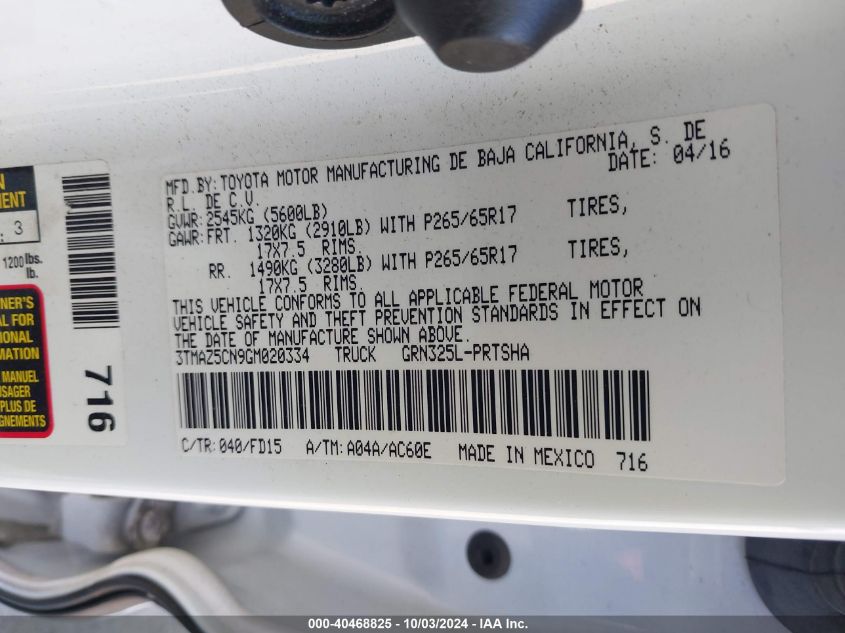 MFD.BY:TOYOTA MOTOR MANUFACTURING DE BAJA CALIFORNIA, S. DE
R.L. DE C.V. DATE: 04/16
GVWR:2545KG (5600LB)
GAWR:FRT. 1320KG (2910LB) WITH P265/65R17 TIRES,
17X7.5 RIMS.
RR. 1490KG (3280LB) WITH P265/65R17 TIRES,
17X7.5 RIMS.
THIS VEHICLE CONFORMS TO ALL APPLICABLE FEDERAL MOTOR
VEHICLE SAFETY AND THEFT PREVENTION STANDARDS IN EFFECT ON
THE DATE OF MANUFACTURE SHOWN ABOVE.
3TMAZ5CN9GM020334 TRUCK GRN325L-PRTSHA
C/TR:040/FD15 A/TM:A04A/AC60E MADE IN MEXICO 716
716
3
1200 lbs.
lb.
MANUEL
PLUS DE
000-40468825 - 10/03/2024 - IAA Inc.